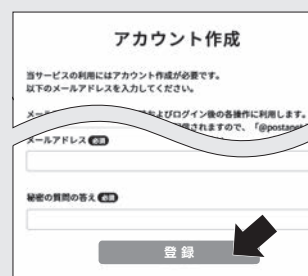 アカウント作成
当サービスの利用にはアカウント作成が必要です。
以下のメールアドレスを入力してください。
およびログイン後の各操作に利用します。
されますので、「@postanet
メールアドレス 必須
秘密の質問の答え 必須
登録